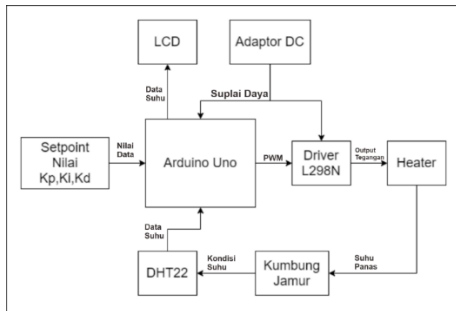 LCD
Adaptor DC
Data
Suhu
Suplai Daya
Setpoint
Nilai
Kp,Ki,Kd
Nilai
Data
Arduino Uno
PWM
Driver
L298N
Output
Tegangan
Heater
Data
Suhu
DHT22
Kondisi
Suhu
Kumbung
Jamur
Suhu
Panas